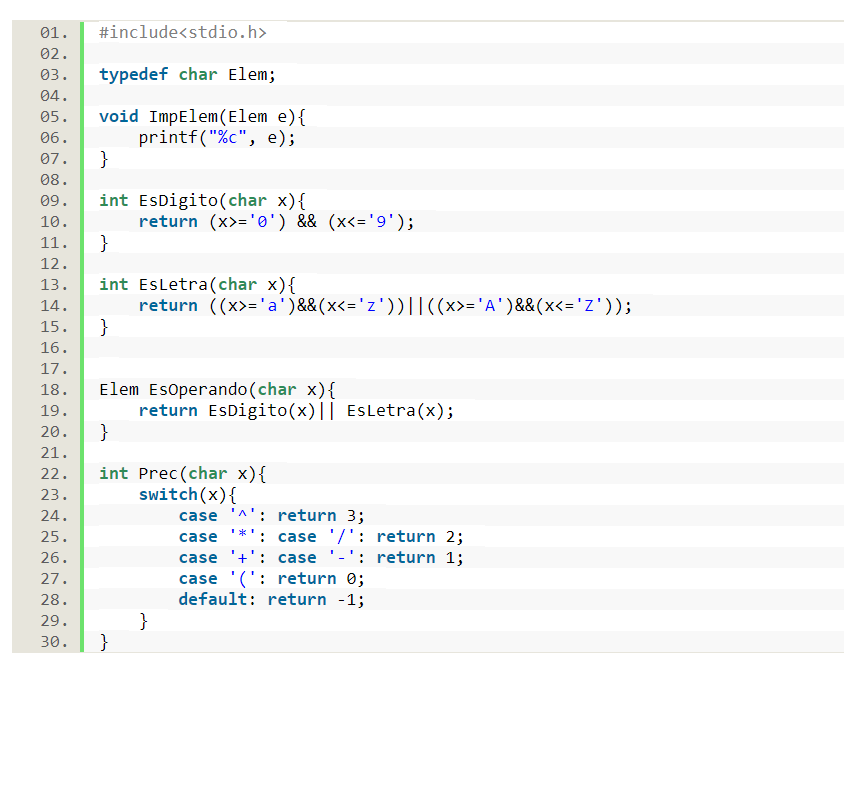 01. #include<stdio.h>
02.
03. typedef char Elem;
04.
05. void ImpElem(Elem e){
06.     printf("%c", e);
07. }
08.
09. int EsDigito(char x){
10.     return (x>='0') && (x<='9');
11. }
12.
13. int EsLetra(char x){
14.     return ((x>='a')&&(x<='z'))||((x>='A')&&(x<='Z'));
15. }
16.
17.
18. Elem EsOperando(char x){
19.     return EsDigito(x)|| EsLetra(x);
20. }
21.
22. int Prec(char x){
23.     switch(x){
24.         case '^': return 3;
25.         case '*': case '/': return 2;
26.         case '+': case '-': return 1;
27.         case '(': return 0;
28.         default: return -1;
29.     }
30. }